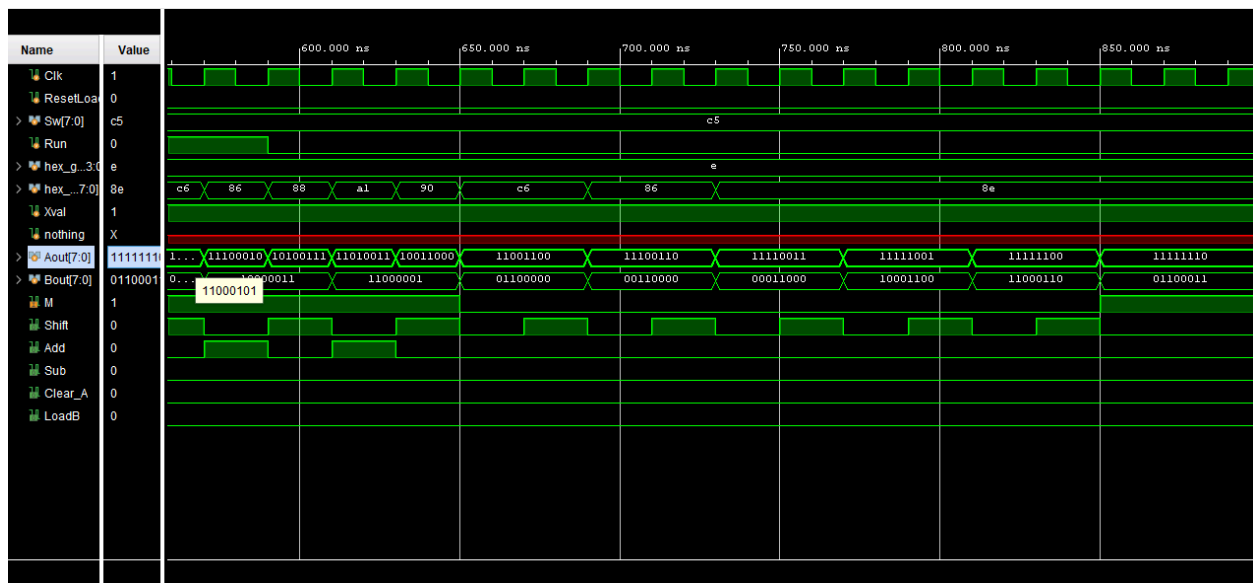 600.000 ns 650.000 ns 700.000 ns 750.000 ns 800.000 ns 850.000 ns
Name Value
Clk 1
ResetLoa 0
Sw[7:0] c5 c5
Run 0
hex_g...3:0 e e
hex_...7:0] 8e c6 86 88 a1 90 c6 86 8e
Xval 1
nothing X
Aout[7:0] 11111110 1... 11100010 10100111 11010011 10011000 11001100 11100110 11110011 11111001 11111100 11111110
Bout[7:0] 0110001 0... 0011 11000001 01100000 00110000 00011000 10001100 11000110 01100011
11000101
M 1
Shift 0
Add 0
Sub 0
Clear_A 0
LoadB 0